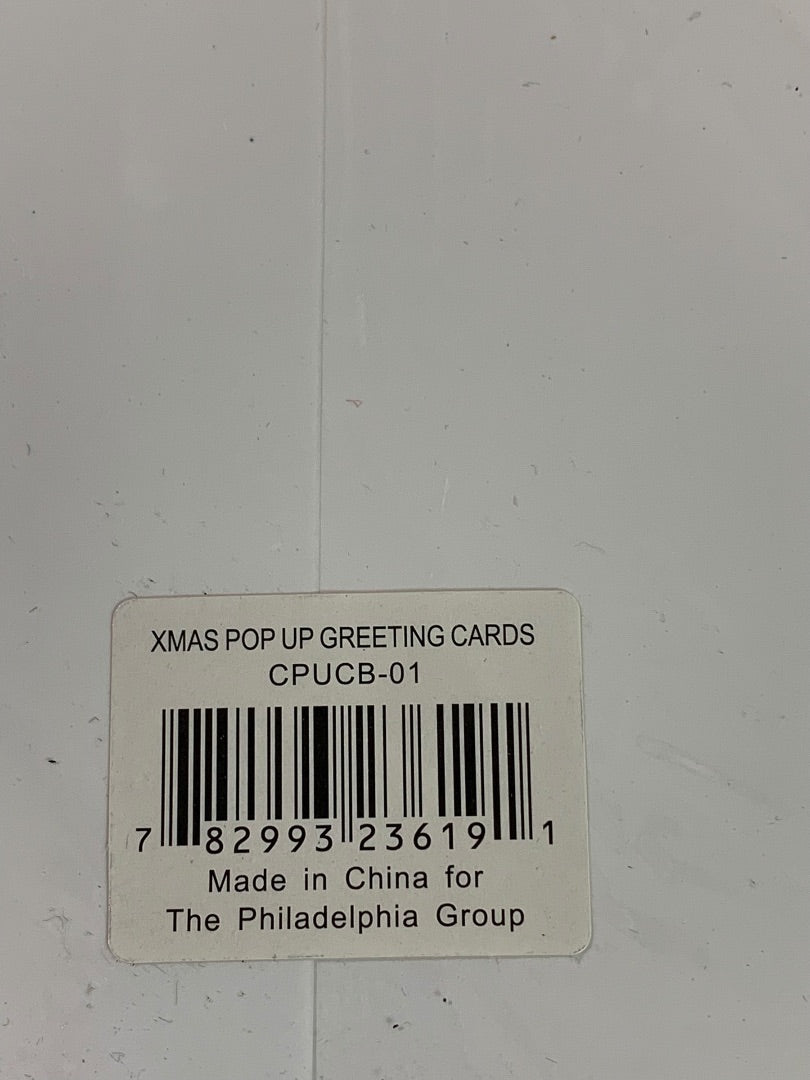 XMAS POP UP GREETING CARDS
CPUCB-01
7 82993 23619 1
Made in China for
The Philadelphia Group